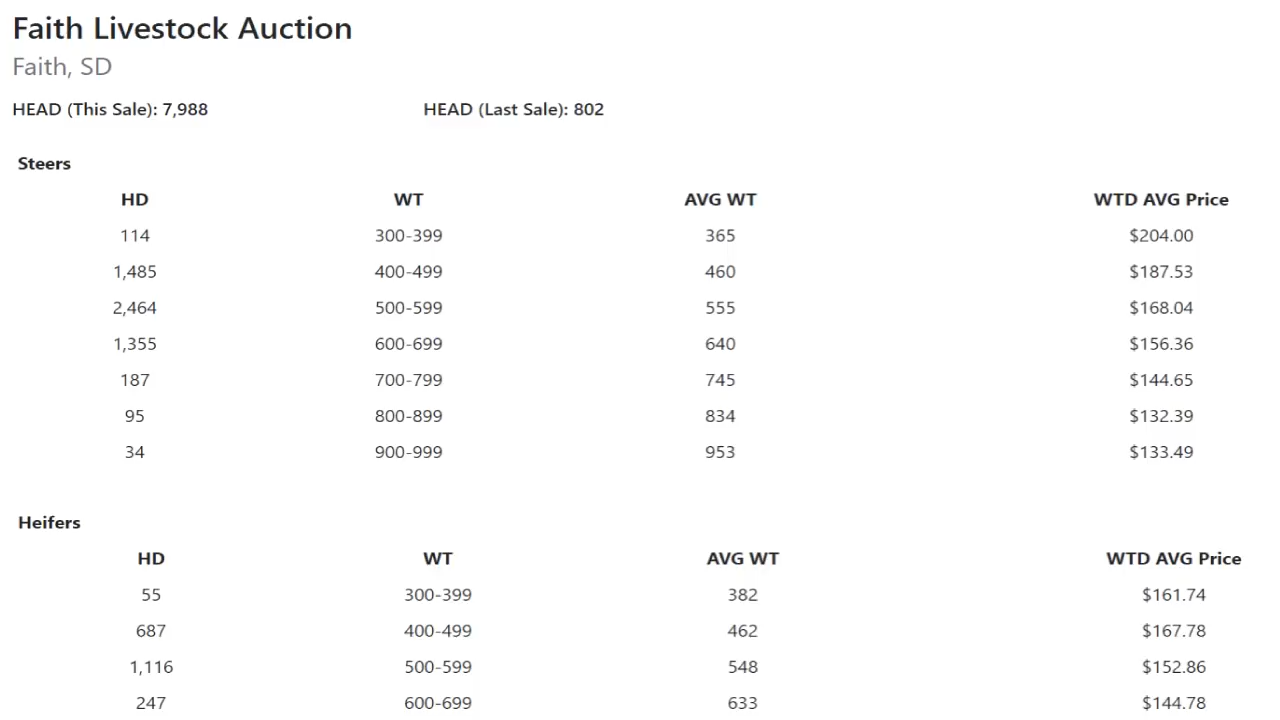 Faith Livestock Auction
Faith, SD
HEAD (This Sale): 7,988 HEAD (Last Sale): 802
Steers
HD WT AVG WT WTD AVG Price
114 300-399 365 $204.00
1,485 400-499 460 $187.53
2,464 500-599 555 $168.04
1,355 600-699 640 $156.36
187 700-799 745 $144.65
95 800-899 834 $132.39
34 900-999 953 $133.49
Heifers
HD WT AVG WT WTD AVG Price
55 300-399 382 $161.74
687 400-499 462 $167.78
1,116 500-599 548 $152.86
247 600-699 633 $144.78